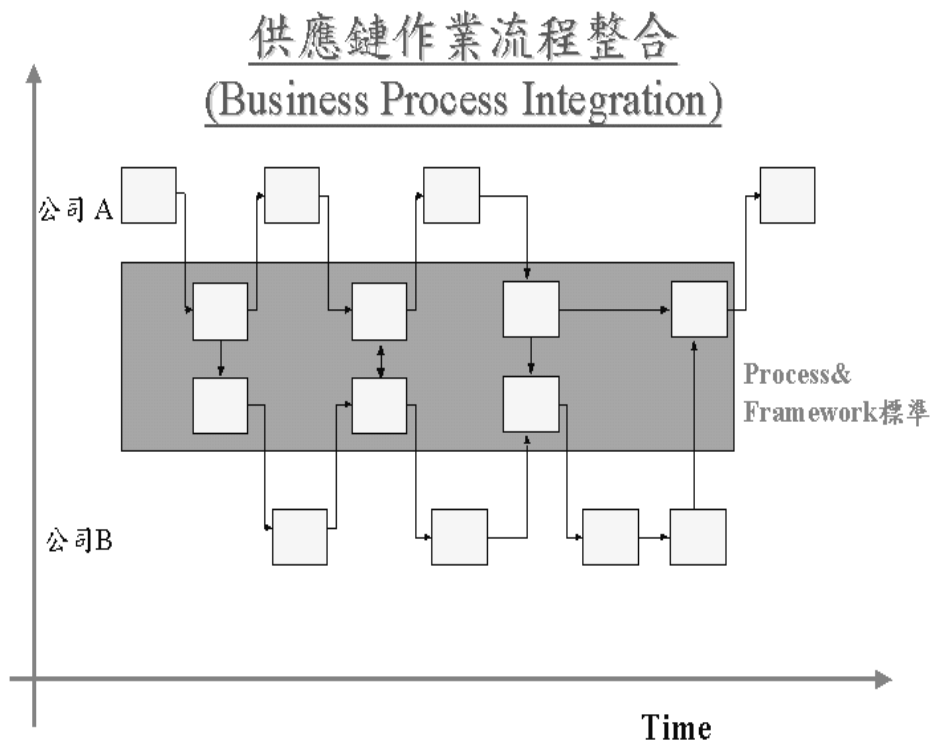 供應鏈作業流程整合
(Business Process Integration)
公司 A
Process&
Framework標準
公司B
Time